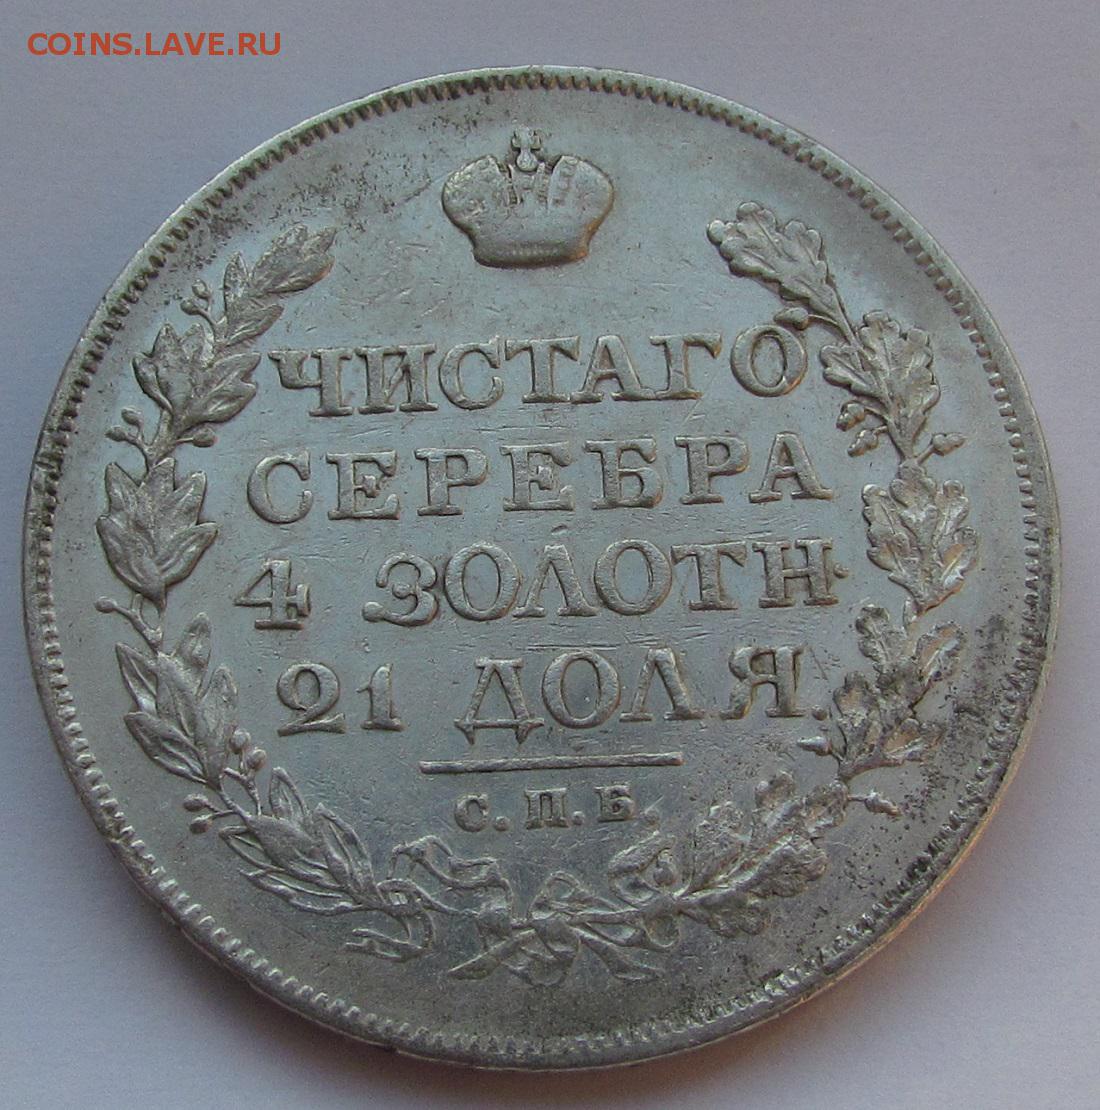 COINS.LAVE.RU
ЧИСТАГО
СЕРЕБРА
4 ЗОЛОТН.
21 ДОЛЯ.
С.П.Б.